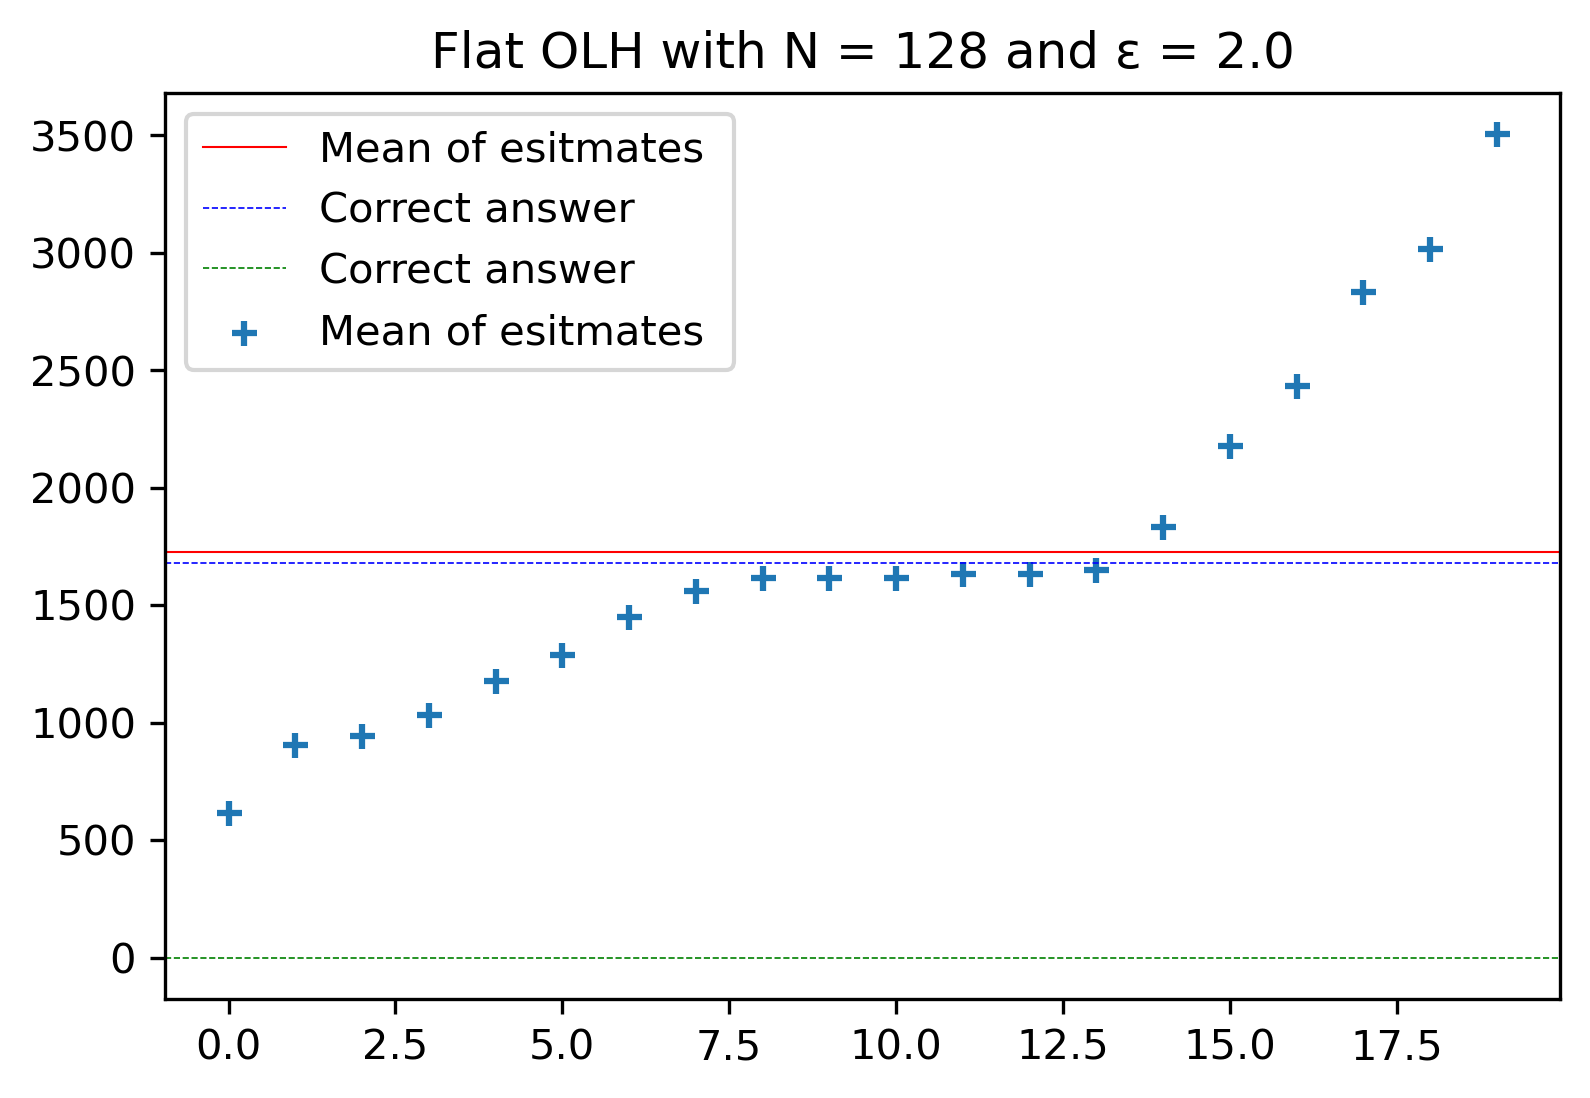 Flat OLH with N = 128 and ε = 2.0
Mean of esitmates
Correct answer
Correct answer
Mean of esitmates
3500
3000
2500
2000
1500
1000
500
0
0.0 2.5 5.0 7.5 10.0 12.5 15.0 17.5